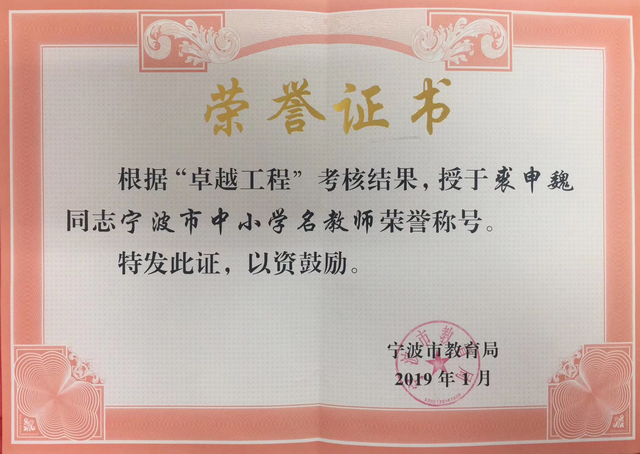 荣誉证书
根据“卓越工程”考核结果，授于裘申魏
同志宁波市中小学名教师荣誉称号。
特发此证，以资鼓励。
宁波市教育局
2019年1月